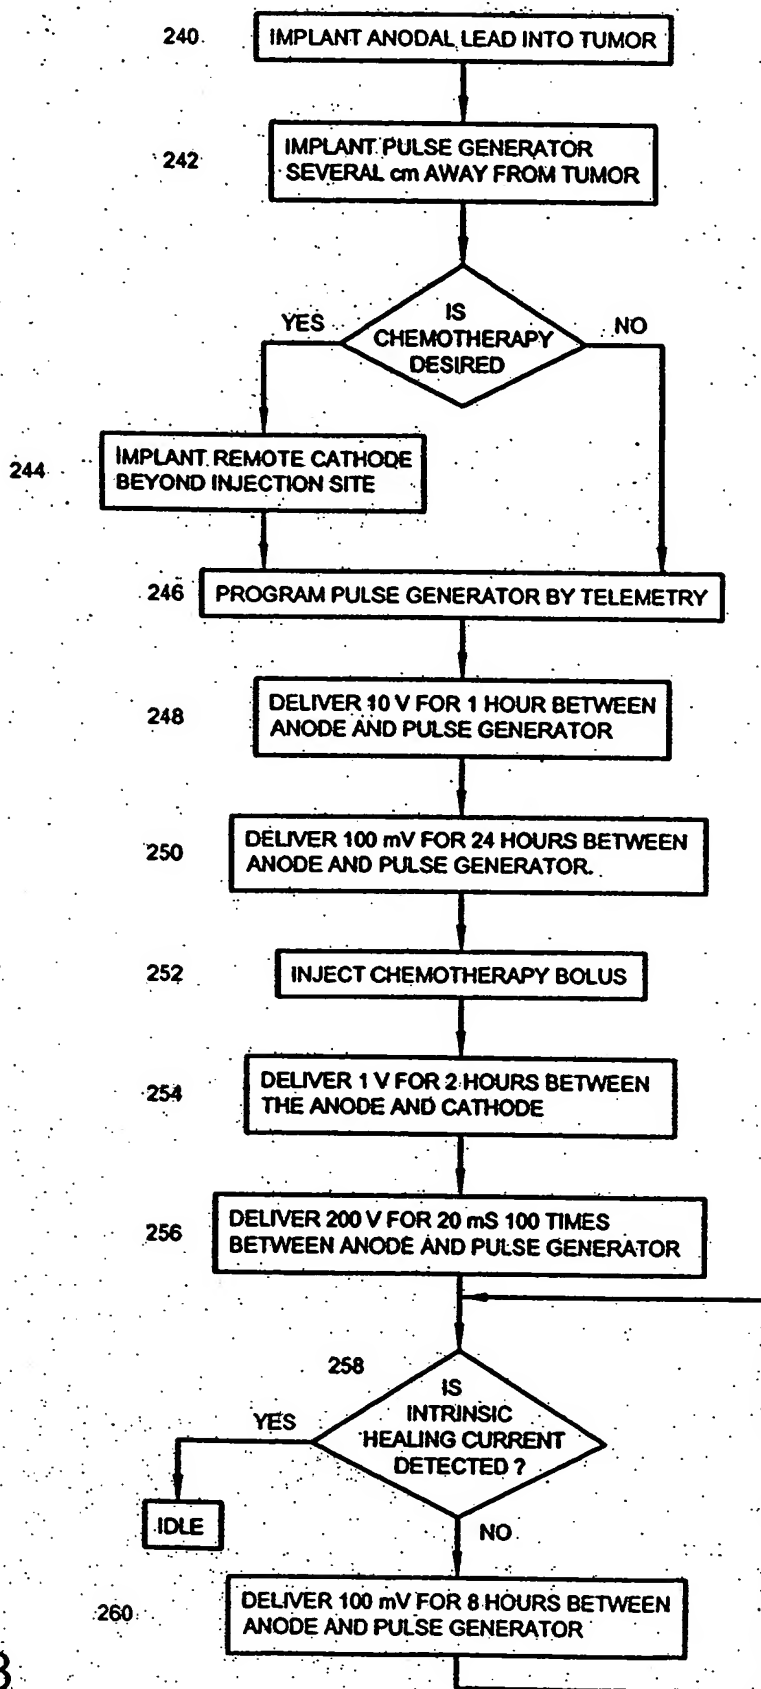 240
IMPLANT ANODAL LEAD INTO TUMOR
242
IMPLANT PULSE GENERATOR
SEVERAL cm AWAY FROM TUMOR
IS
CHEMOTHERAPY
DESIRED
YES
NO
244
IMPLANT REMOTE CATHODE
BEYOND INJECTION SITE
246
PROGRAM PULSE GENERATOR BY TELEMETRY
248
DELIVER 10 V FOR 1 HOUR BETWEEN
ANODE AND PULSE GENERATOR
250
DELIVER 100 mV FOR 24 HOURS BETWEEN
ANODE AND PULSE GENERATOR.
252
INJECT CHEMOTHERAPY BOLUS
254
DELIVER 1 V FOR 2 HOURS BETWEEN
THE ANODE AND CATHODE
256
DELIVER 200 V FOR 20 mS 100 TIMES
BETWEEN ANODE AND PULSE GENERATOR
258
IS
INTRINSIC
HEALING CURRENT
DETECTED ?
YES
IDLE
NO
260
DELIVER 100 mV FOR 8 HOURS BETWEEN
ANODE AND PULSE GENERATOR